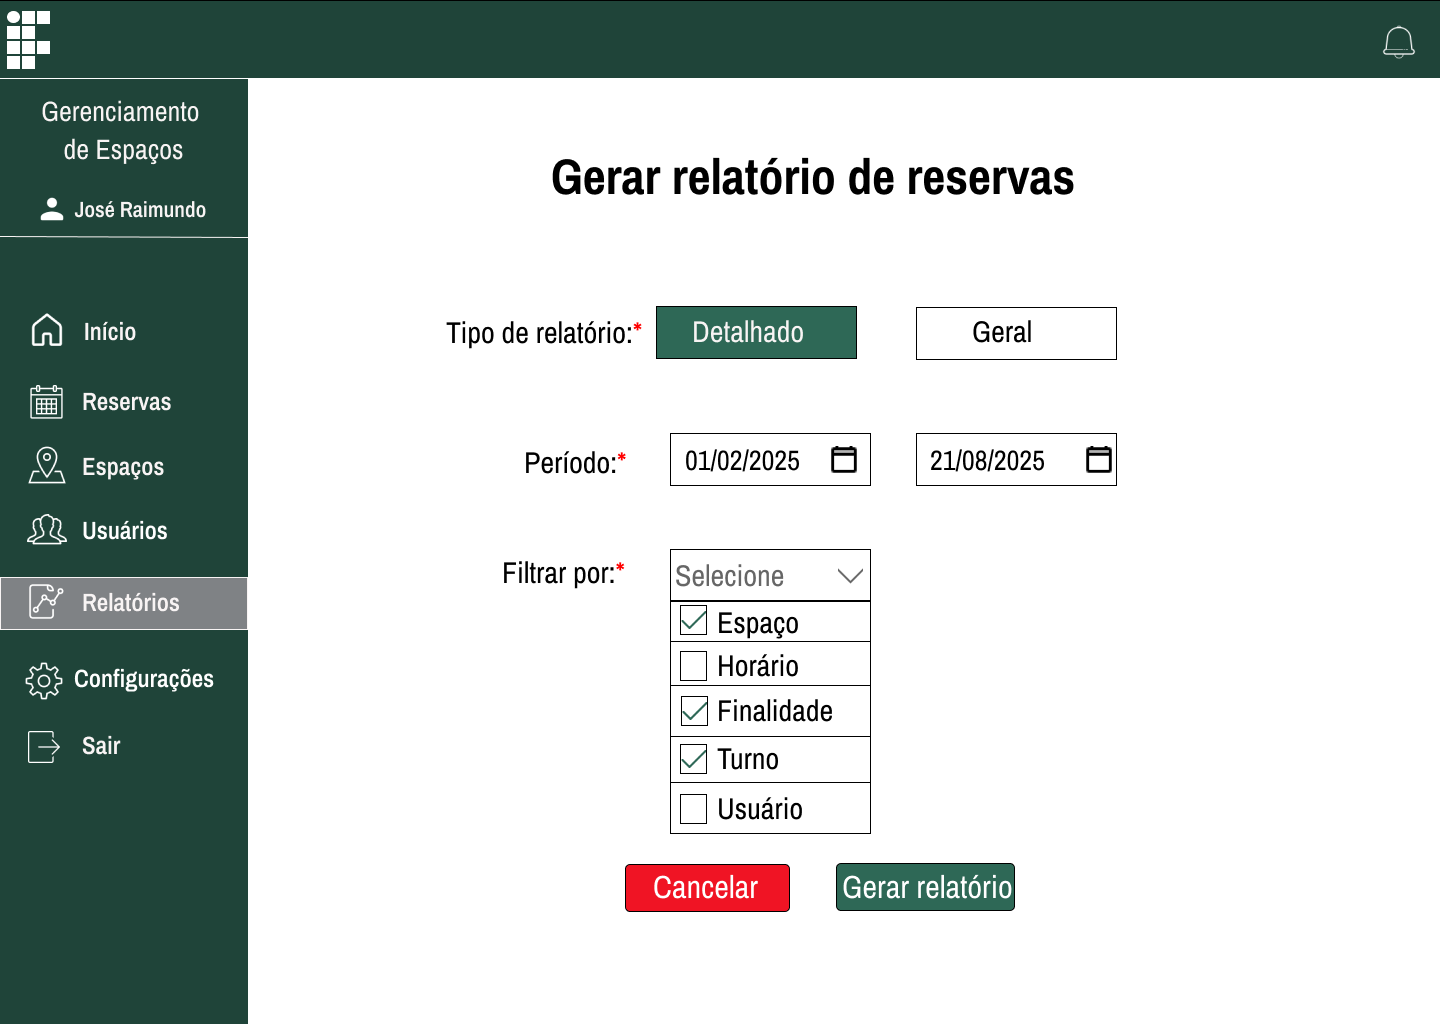 Gerenciamento
de Espaços
José Raimundo
Início
Reservas
Espaços
Usuários
Relatórios
Configurações
Sair
Gerar relatório de reservas
Tipo de relatório:* Detalhado Geral
Período:* 01/02/2025 21/08/2025
Filtrar por:* Selecione
Espaço
Horário
Finalidade
Turno
Usuário
Cancelar Gerar relatório